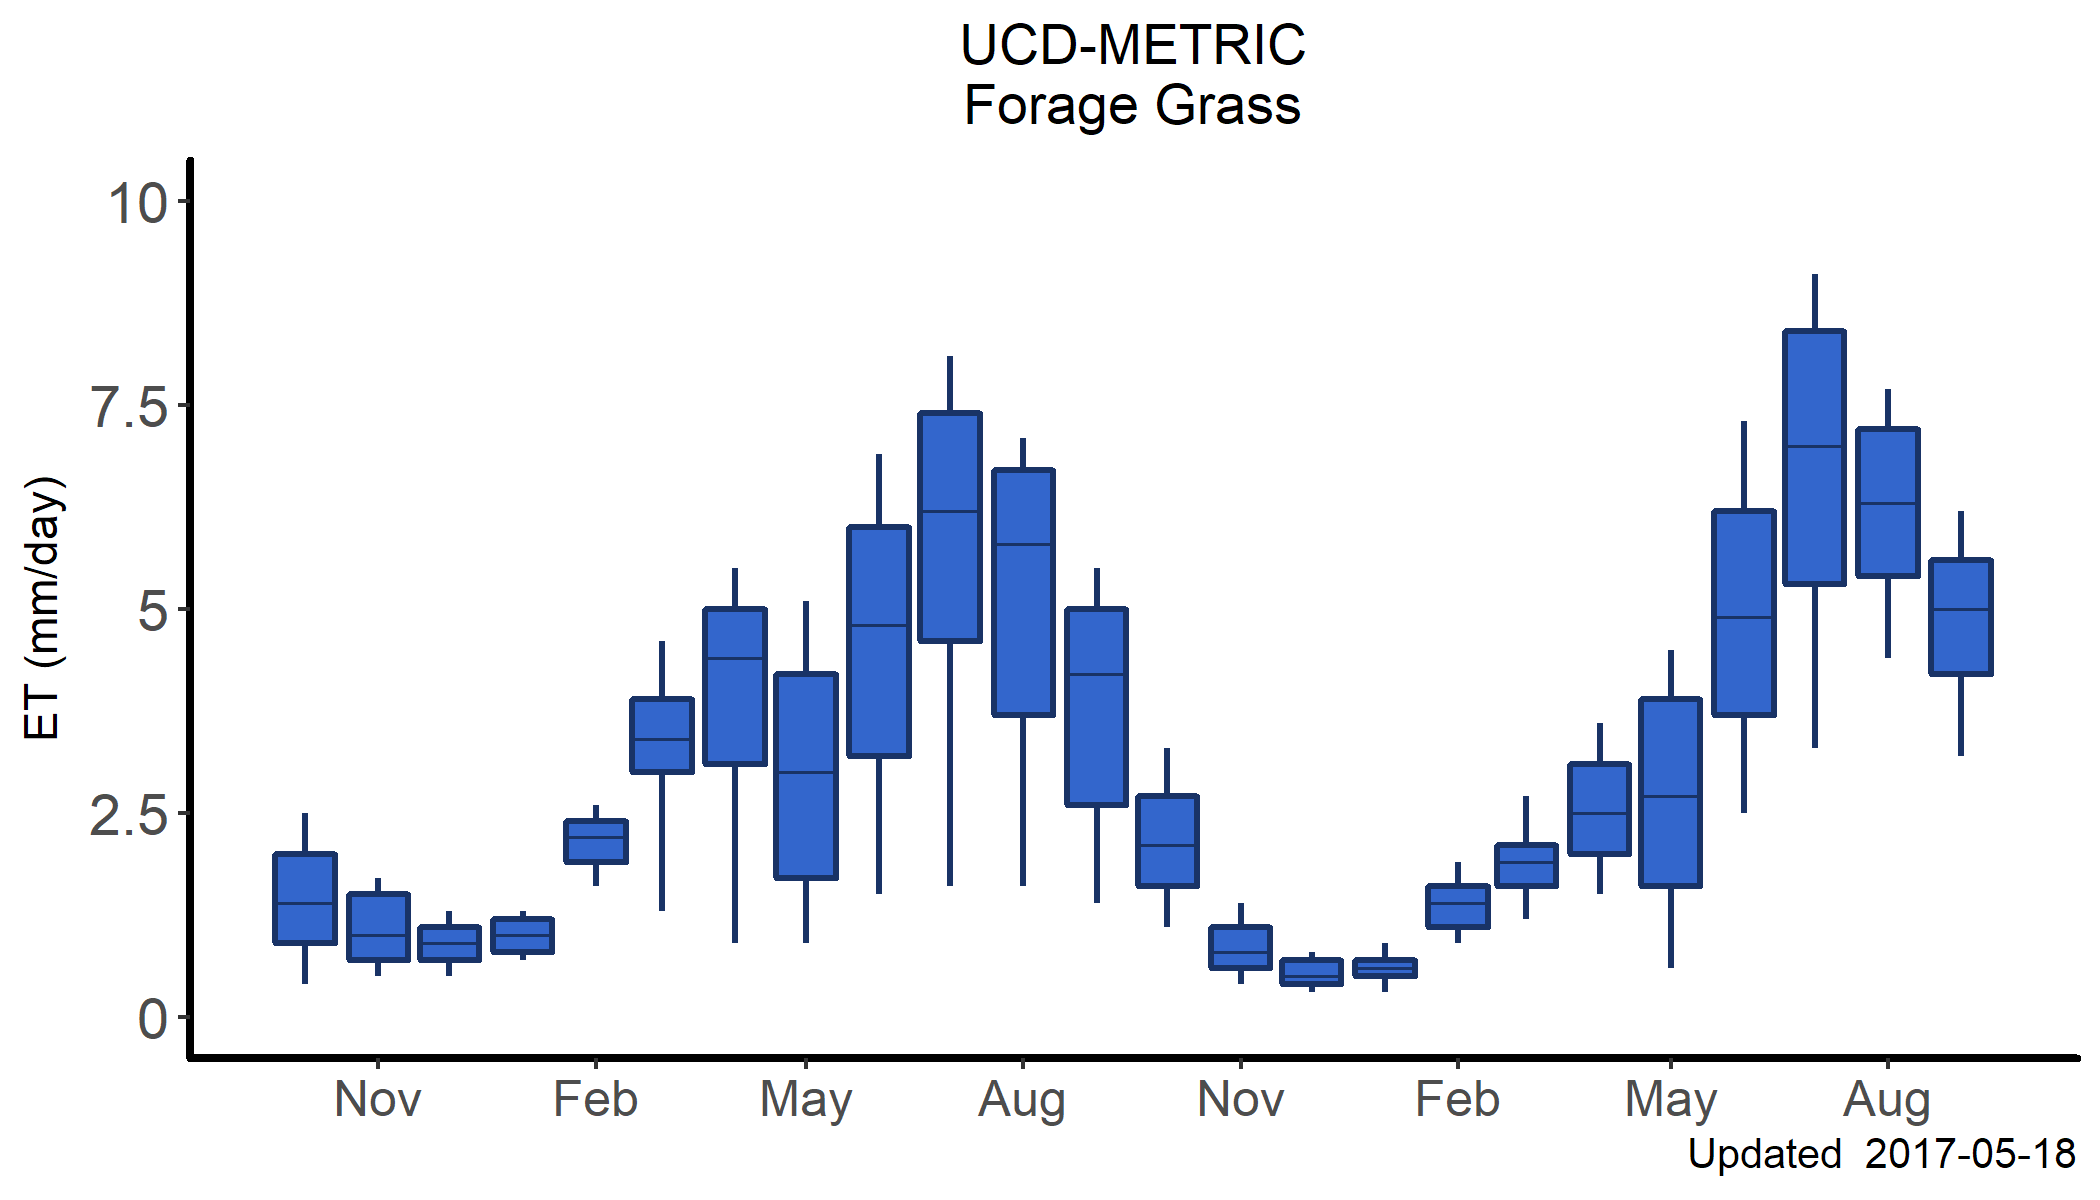 UCD-METRIC
Forage Grass
ET (mm/day)
10
7.5
5
2.5
0
Nov Feb May Aug Nov Feb May Aug
Updated  2017-05-18